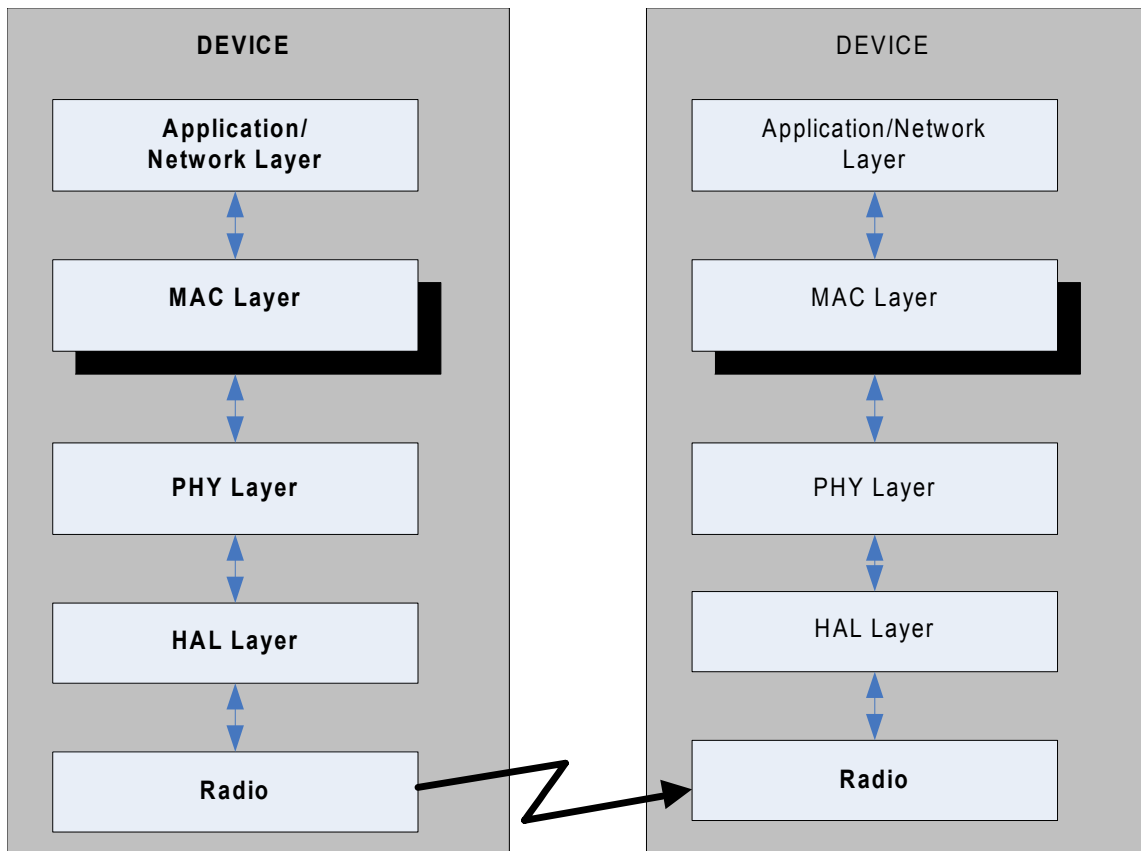 DEVICE
Application/
Network Layer
MAC Layer
PHY Layer
HAL Layer
Radio
DEVICE
Application/Network
Layer
MAC Layer
PHY Layer
HAL Layer
Radio